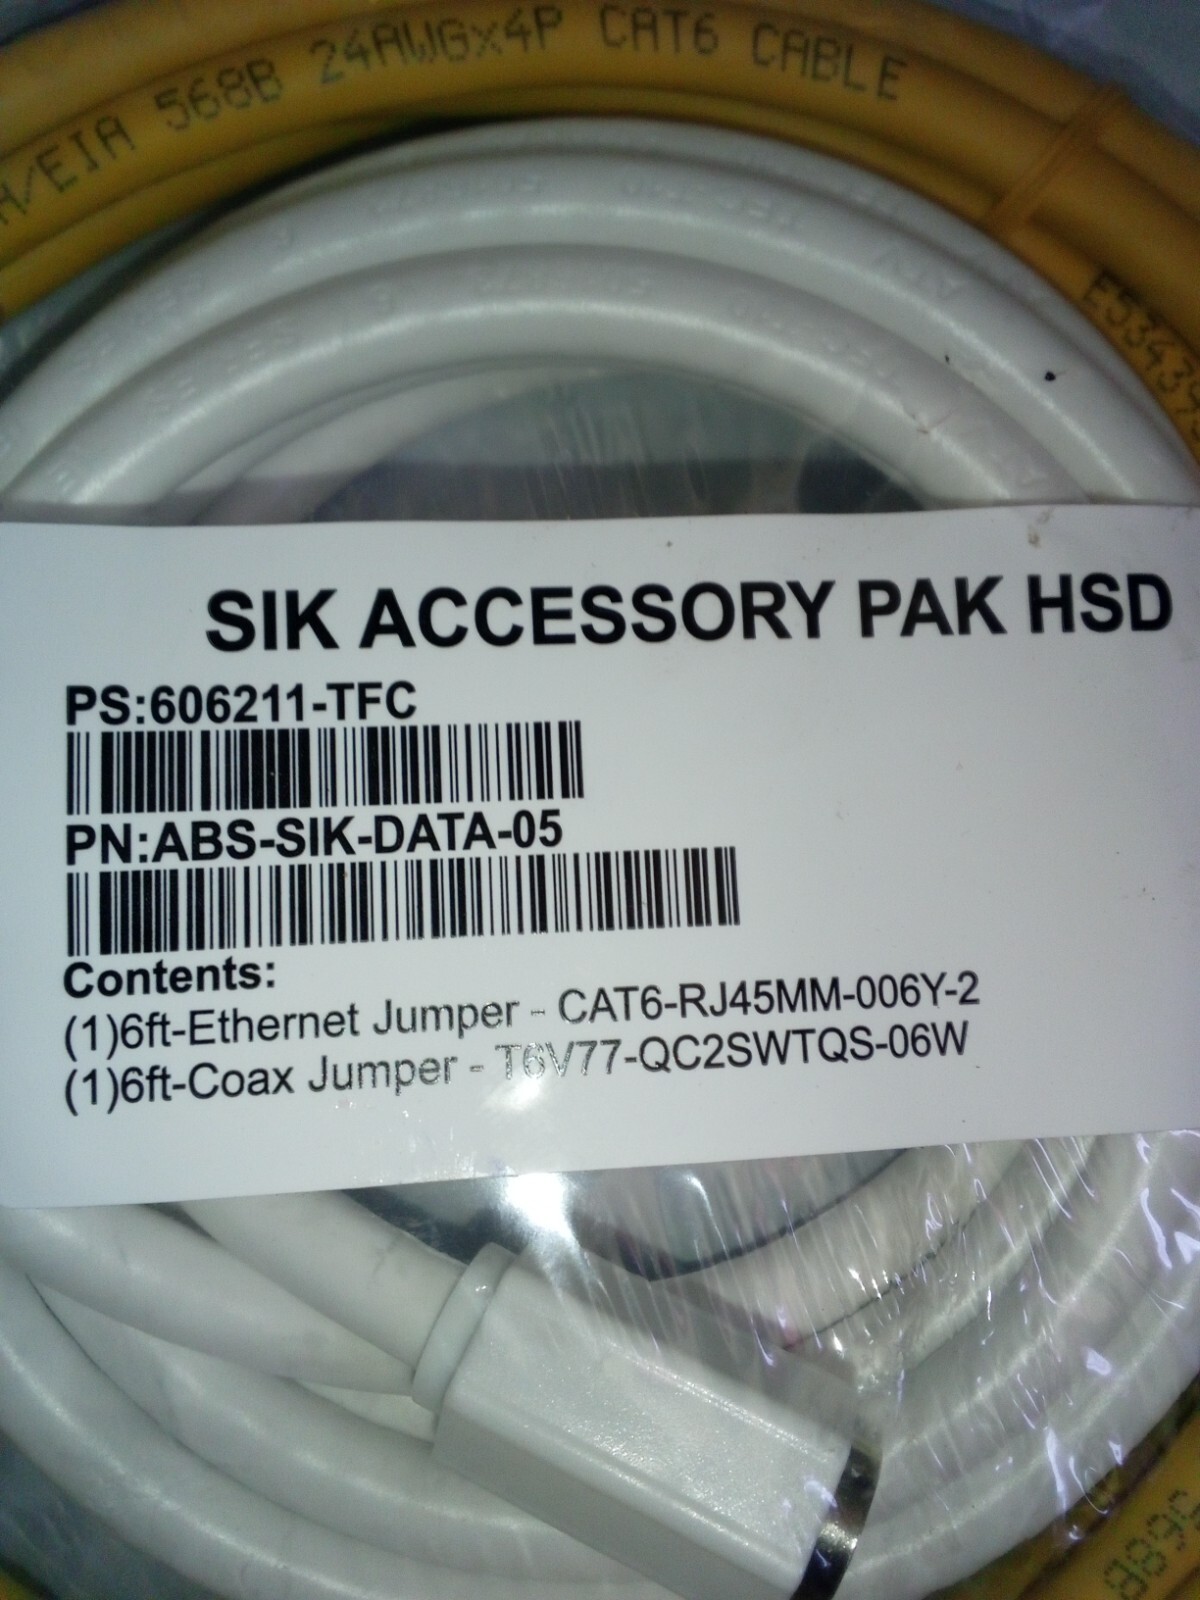 A/EIA 568B 24AWGx4P CAT6 CABLE
SIK ACCESSORY PAK HSD
PS:606211-TFC
PN:ABS-SIK-DATA-05
Contents:
(1)6ft-Ethernet Jumper - CAT6-RJ45MM-006Y-2
(1)6ft-Coax Jumper - T6V77-QC2SWTQS-06W
568B